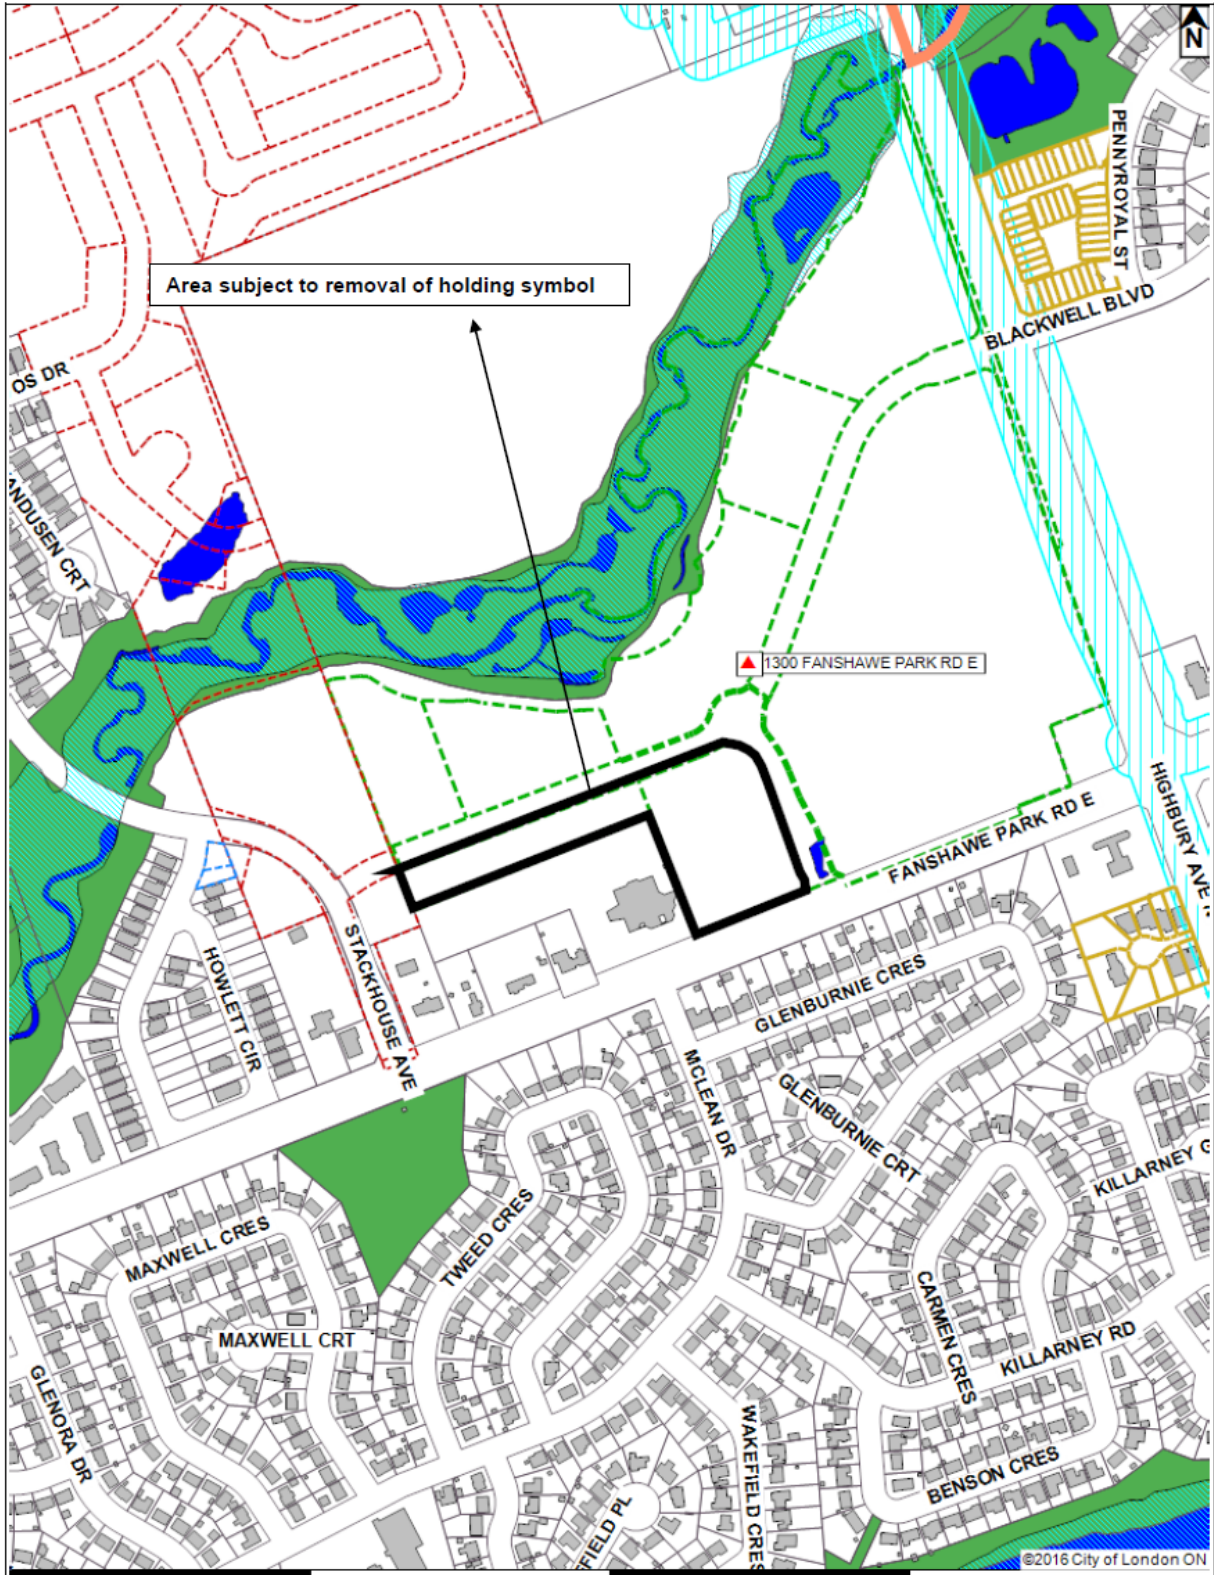 N
PENNYROYAL ST
Area subject to removal of holding symbol
BLACKWELL BLVD
OS DR
ANDUSEN CRT
1300 FANSHAWE PARK RD E
HIGHBURY AVE N
FANSHAWE PARK RD E
STACKHOUSE AVE
HOWLETT CIR
GLENBURNIE CRES
MCLEAN DR
GLENBURNIE CRT
KILLARNEY G
TWEED CRES
MAXWELL CRES
CARMEN CRES
MAXWELL CRT
KILLARNEY RD
GLENORA DR
WAKEFIELD CRES
BENSON CRES
FIELD PL
©2016 City of London ON